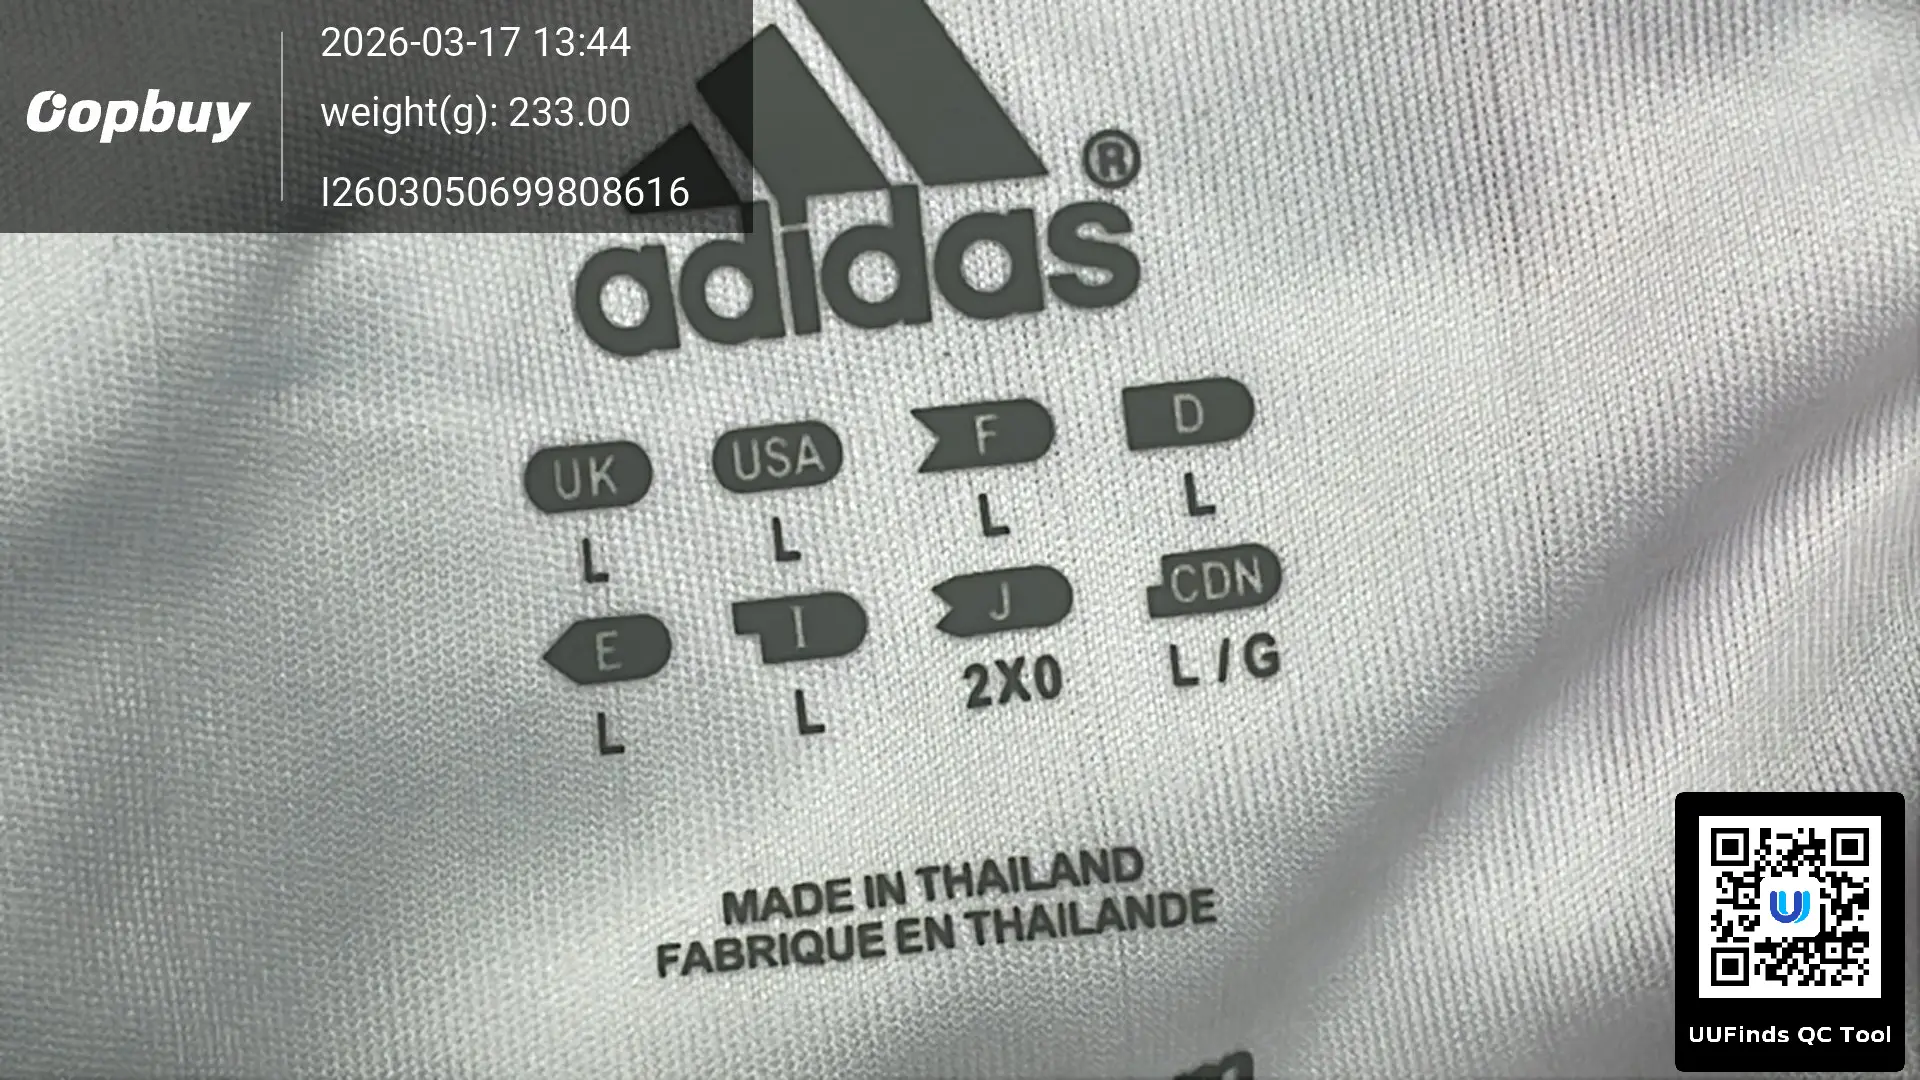 2026-03-17 13:44
Oopbuy
weight(g): 233.00
I2603050699808616
adidas®
UK USA F D
L L L L
E I J CDN
L L 2X0 L/G
MADE IN THAILAND
FABRIQUE EN THAILANDE
UUFinds QC Tool